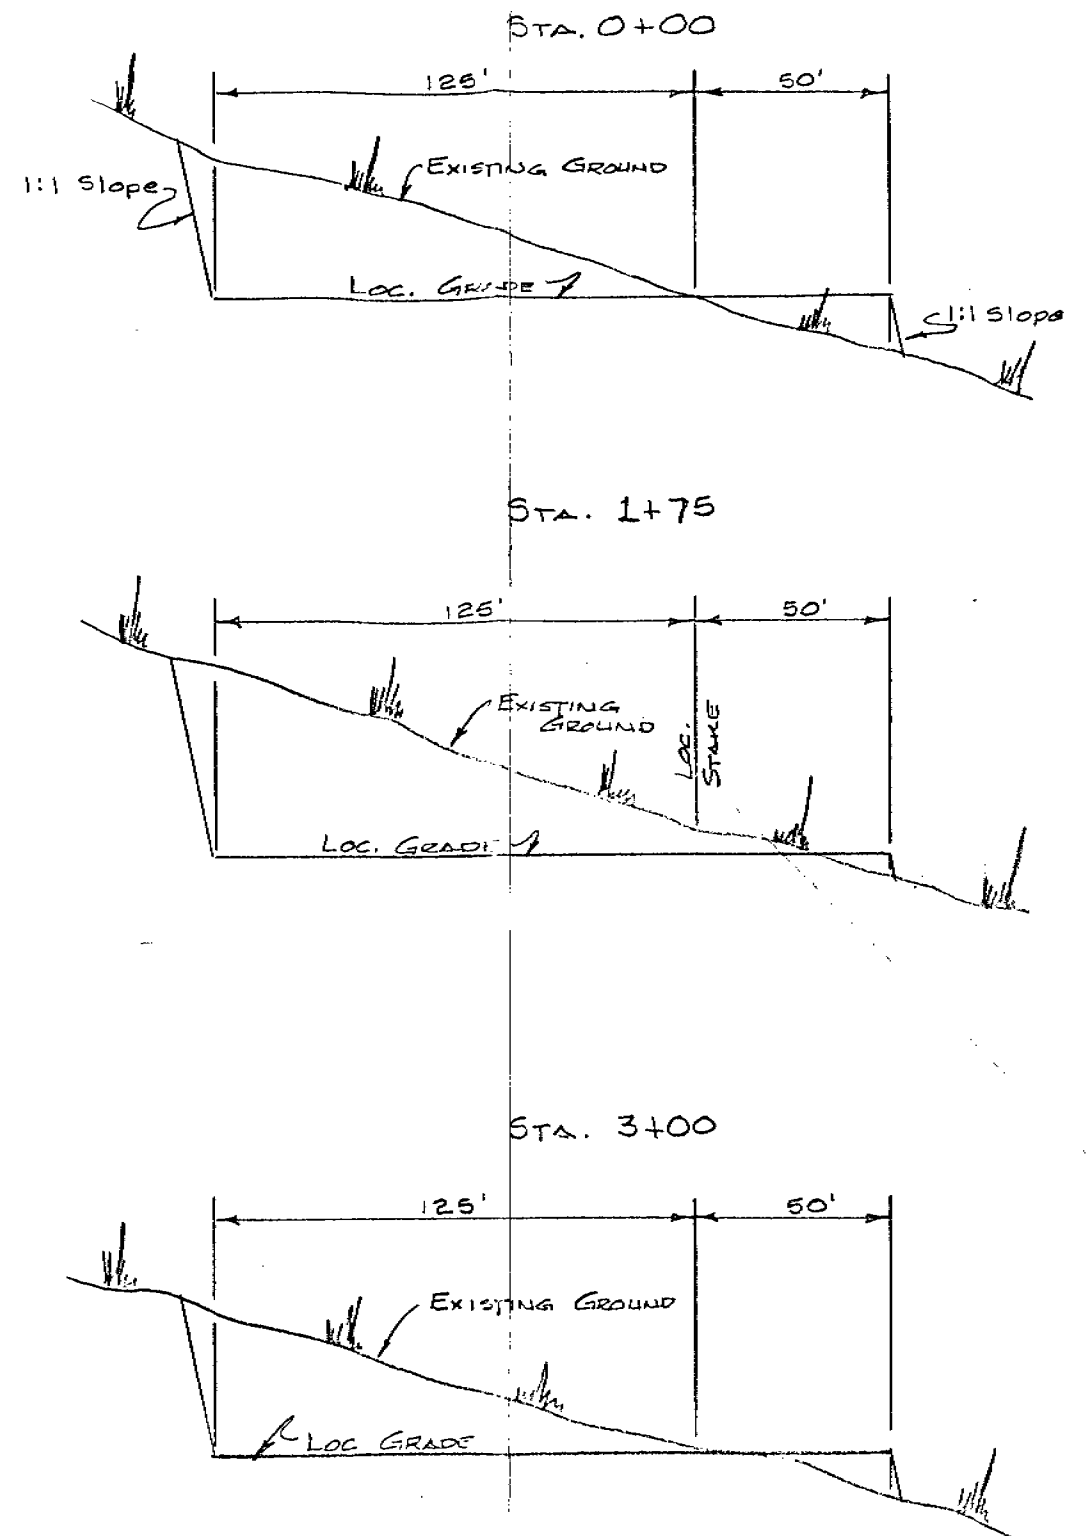 STA. 0+00
125' 50'
EXISTING GROUND
1:1 Slope
LOC. GRADE
1:1 Slope
STA. 1+75
125' 50'
EXISTING
GROUND
LOC.
STAKE
LOC. GRADE
STA. 3+00
125' 50'
EXISTING GROUND
LOC GRADE